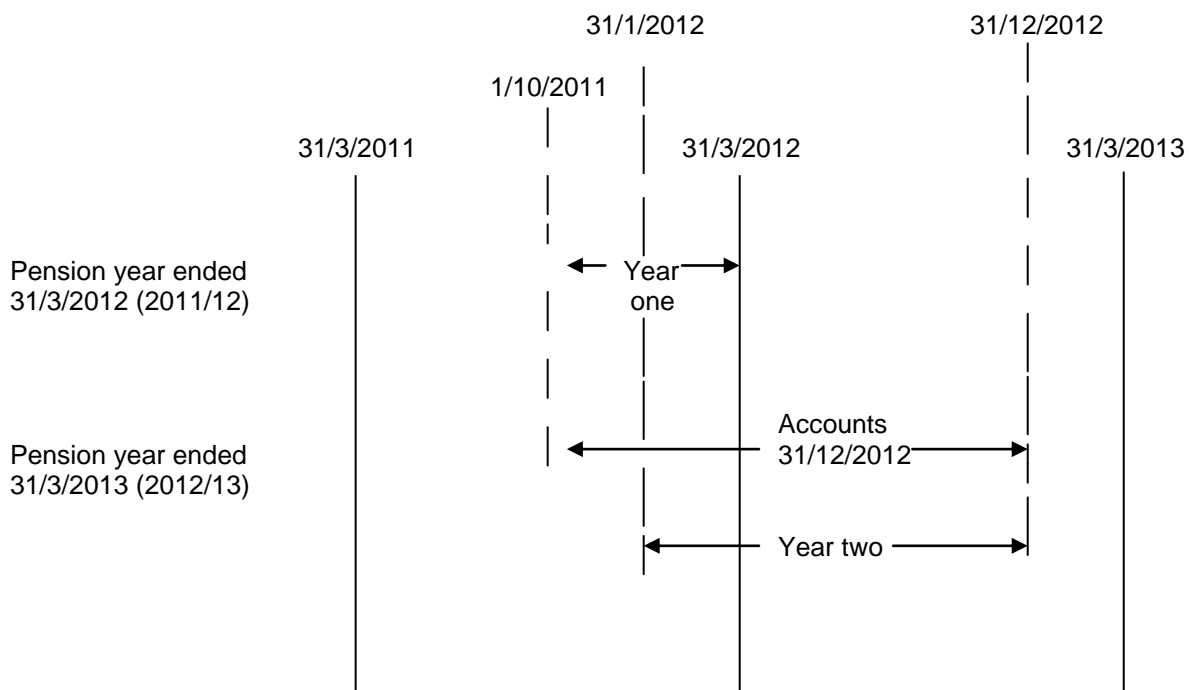 31/1/2012
31/12/2012
1/10/2011
31/3/2011
31/3/2012
31/3/2013
Pension year ended
31/3/2012 (2011/12)
Year
one
Accounts
31/12/2012
Pension year ended
31/3/2013 (2012/13)
Year two